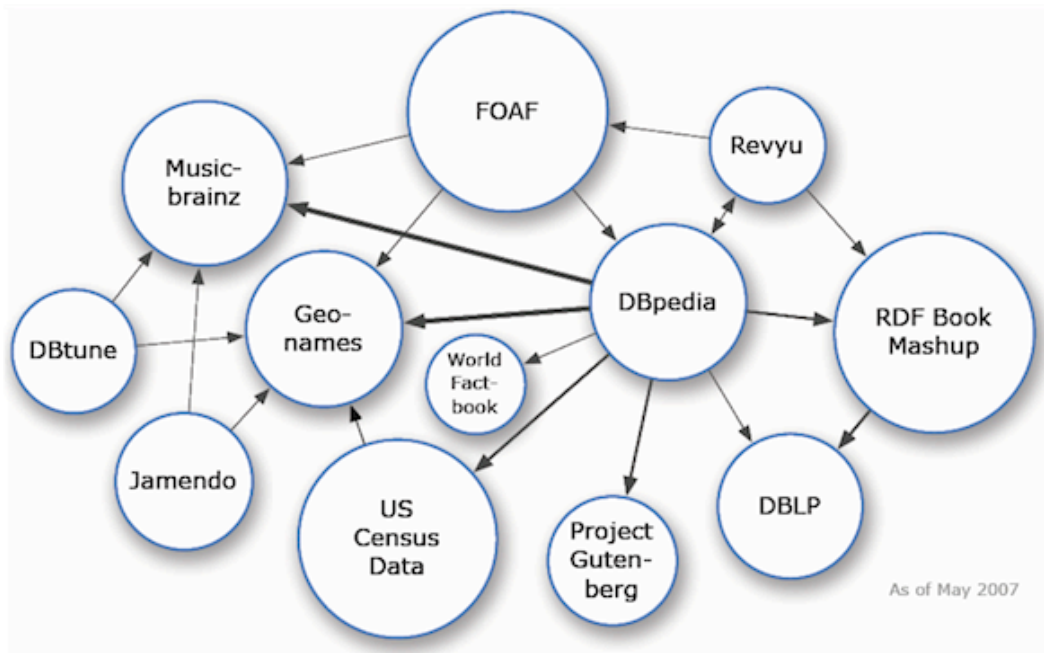 FOAF
Revyu
Music-
brainz
DBpedia
Geo-
names
RDF Book
Mashup
DBtune
World
Fact-
book
Jamendo
US
Census
Data
DBLP
Project
Guten-
berg
As of May 2007